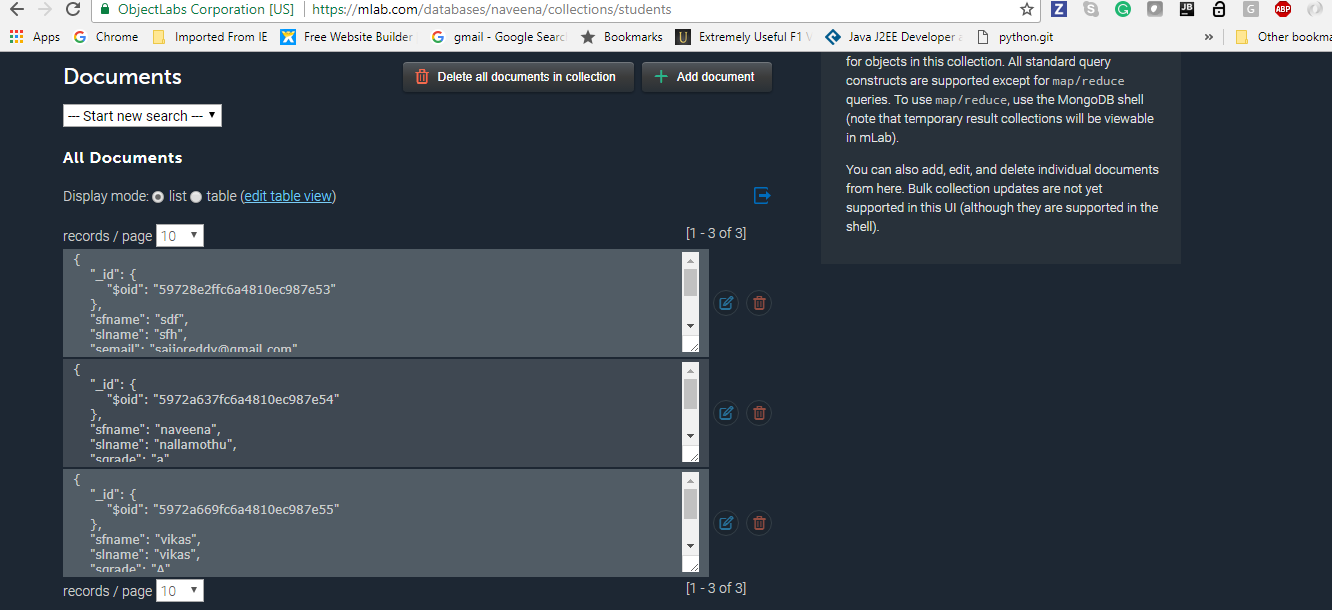 ObjectLabs Corporation [US] | https://mlab.com/databases/naveena/collections/students
Apps Chrome Imported From IE Free Website Builder gmail - Google Searc Bookmarks Extremely Useful F1 V Java J2EE Developer python.git » Other bookma
Documents
Delete all documents in collection
Add document
--- Start new search ---
All Documents
Display mode: list table (edit table view)
records / page 10
[1 - 3 of 3]
{
"_id": {
"$oid": "59728e2ffc6a4810ec987e53"
},
"sfname": "sdf",
"slname": "sfh",
"semail": "saijoreddy@gmail.com"
{
"_id": {
"$oid": "5972a637fc6a4810ec987e54"
},
"sfname": "naveena",
"slname": "nallamothu",
"sgrade": "a"
{
"_id": {
"$oid": "5972a669fc6a4810ec987e55"
},
"sfname": "vikas",
"slname": "vikas",
"sgrade": "A"
records / page 10
[1 - 3 of 3]
for objects in this collection. All standard query
constructs are supported except for map/reduce
queries. To use map/reduce, use the MongoDB shell
(note that temporary result collections will be viewable
in mLab).
You can also add, edit, and delete individual documents
from here. Bulk collection updates are not yet
supported in this UI (although they are supported in the
shell).
Z
S
G
JB
G
ABP